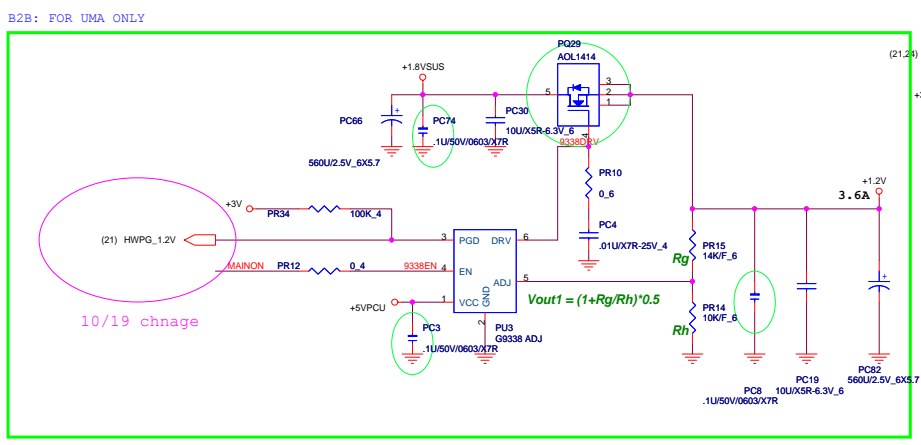 B2B: FOR UMA ONLY
PQ29
AOL1414
(21,24)
+1.8VSUS
5
3
2
1
4
9338DRV
PC66
PC74
.1U/50V/0603/X7R
PC30
10U/X5R-6.3V_6
560U/2.5V_6X5.7
PR10
0_6
+1.2V
3.6A
+3V
PR34
100K_4
PC4
.01U/X7R-25V_4
(21) HWPG_1.2V
3
PGD
DRV
6
MAINON
PR12
0_4
9338EN
4
EN
ADJ
5
Rg
PR15
14K/F_6
+5VPCU
1
VCC
GND
2
Vout1 = (1+Rg/Rh)*0.5
PR14
10K/F_6
Rh
10/19 chnage
PC3
.1U/50V/0603/X7R
PU3
G9338 ADJ
PC8
.1U/50V/0603/X7R
PC19
10U/X5R-6.3V_6
PC82
560U/2.5V_6X5.7